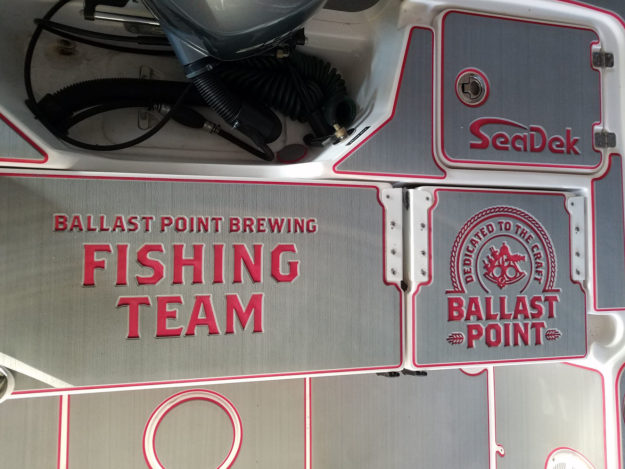 SeaDek
BALLAST POINT BREWING
FISHING
TEAM
DEDICATED TO THE CRAFT
BALLAST
POINT